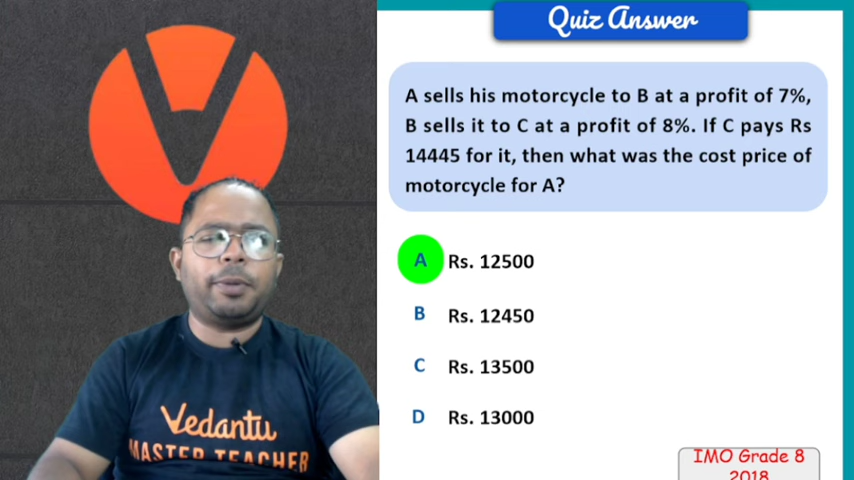 Quiz Answer
A sells his motorcycle to B at a profit of 7%,
B sells it to C at a profit of 8%. If C pays Rs
14445 for it, then what was the cost price of
motorcycle for A?
A Rs. 12500
B Rs. 12450
C Rs. 13500
D Rs. 13000
Vedantu
MASTER TEACHER
IMO Grade 8
2018